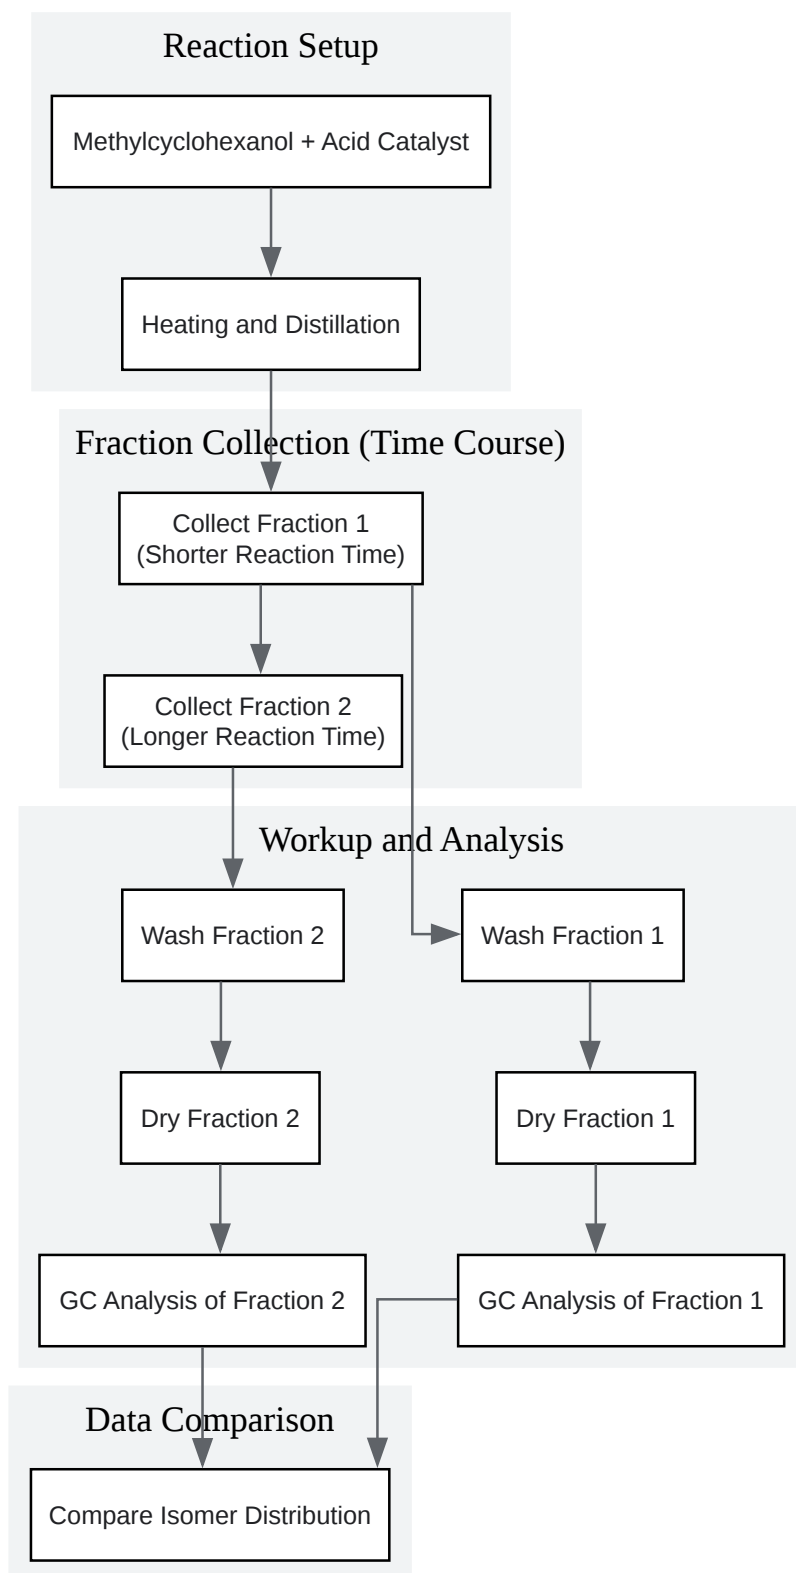 Reaction Setup
Methylcyclohexanol + Acid Catalyst
Heating and Distillation
Fraction Collection (Time Course)
Collect Fraction 1
(Shorter Reaction Time)
Collect Fraction 2
(Longer Reaction Time)
Workup and Analysis
Wash Fraction 2
Wash Fraction 1
Dry Fraction 2
Dry Fraction 1
GC Analysis of Fraction 2
GC Analysis of Fraction 1
Data Comparison
Compare Isomer Distribution